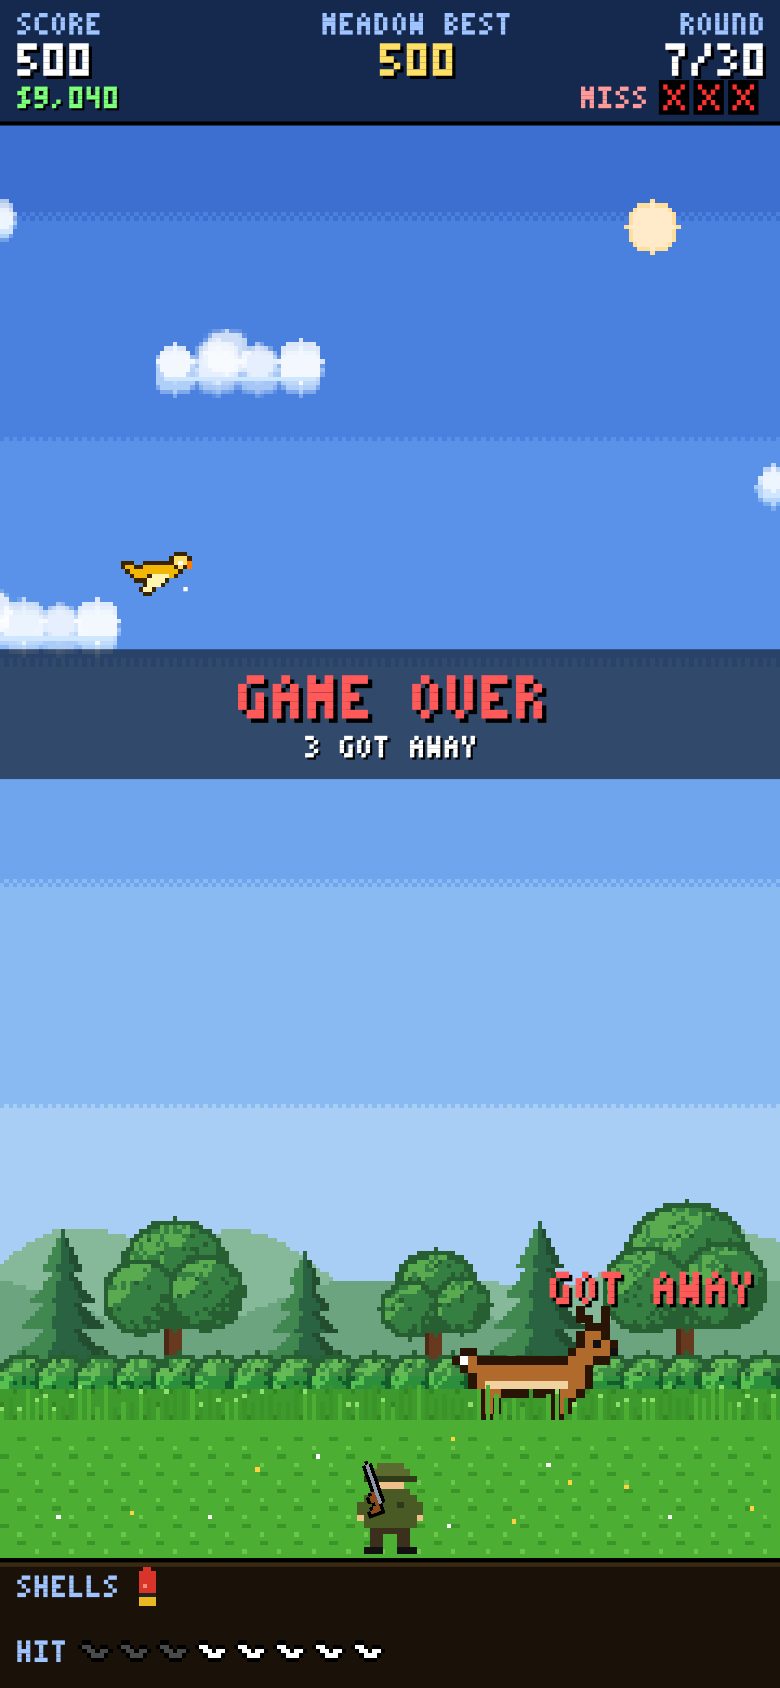 SCORE
MEADOW BEST
ROUND
500
500
7/30
$9,040
MISS X X X
GAME OVER
3 GOT AWAY
GOT AWAY
SHELLS
HIT